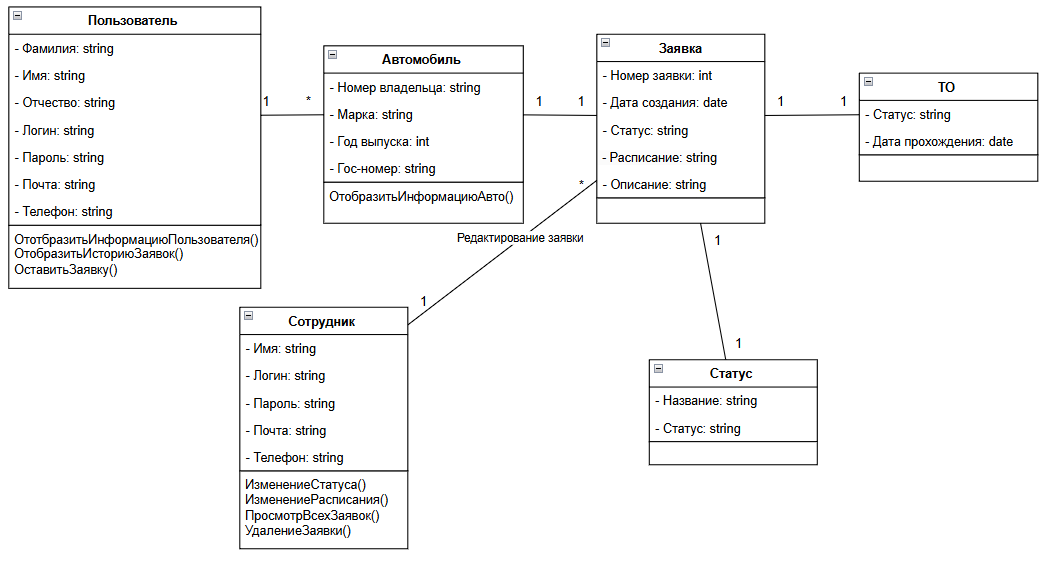 Пользователь
- Фамилия: string
- Имя: string
- Отчество: string
- Логин: string
- Пароль: string
- Почта: string
- Телефон: string
ОтотбразитьИнформациюПользователя()
ОтобразитьИсториюЗаявок()
ОставитьЗаявку()
1
*
Автомобиль
- Номер владельца: string
- Марка: string
- Год выпуска: int
- Гос-номер: string
ОтобразитьИнформациюАвто()
1
1
Заявка
- Номер заявки: int
- Дата создания: date
- Статус: string
- Расписание: string
- Описание: string
1
1
ТО
- Статус: string
- Дата прохождения: date
*
Редактирование заявки
1
Сотрудник
- Имя: string
- Логин: string
- Пароль: string
- Почта: string
- Телефон: string
ИзменениеСтатуса()
ИзменениеРасписания()
ПросмотрВсехЗаявок()
УдалениеЗаявки()
1
1
Статус
- Название: string
- Статус: string